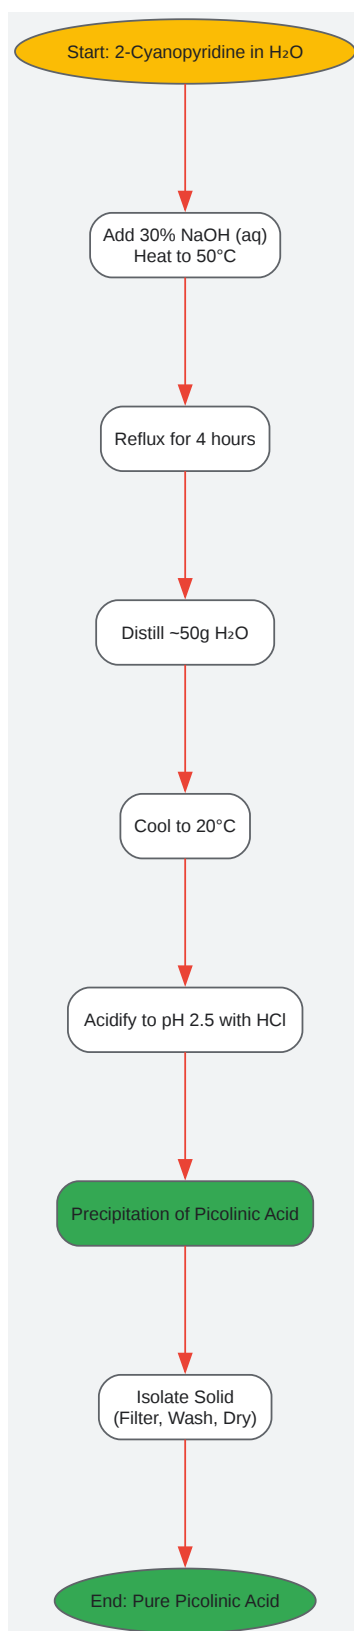 Start: 2-Cyanopyridine in H₂O
Add 30% NaOH (aq)
Heat to 50°C
Reflux for 4 hours
Distill ~50g H₂O
Cool to 20°C
Acidify to pH 2.5 with HCl
Precipitation of Picolinic Acid
Isolate Solid
(Filter, Wash, Dry)
End: Pure Picolinic Acid